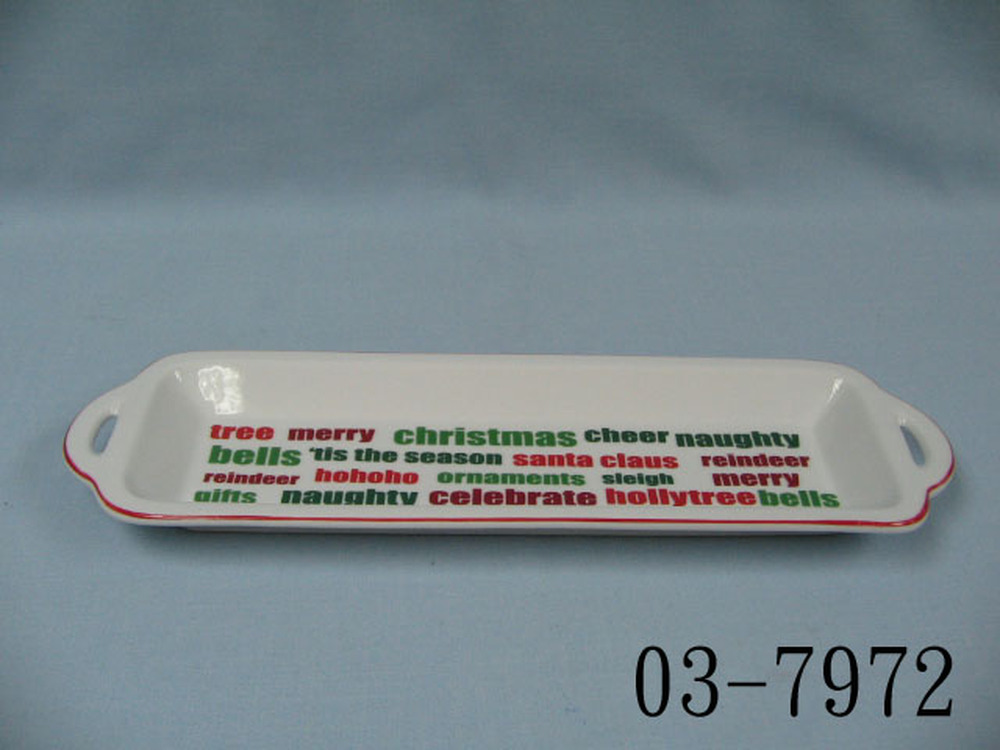 tree merry christmas cheer naughty
bells 'tis the season santa claus reindeer
reindeer hohoho ornaments sleigh merry
gifts naughty celebrate hollytree bells
03-7972